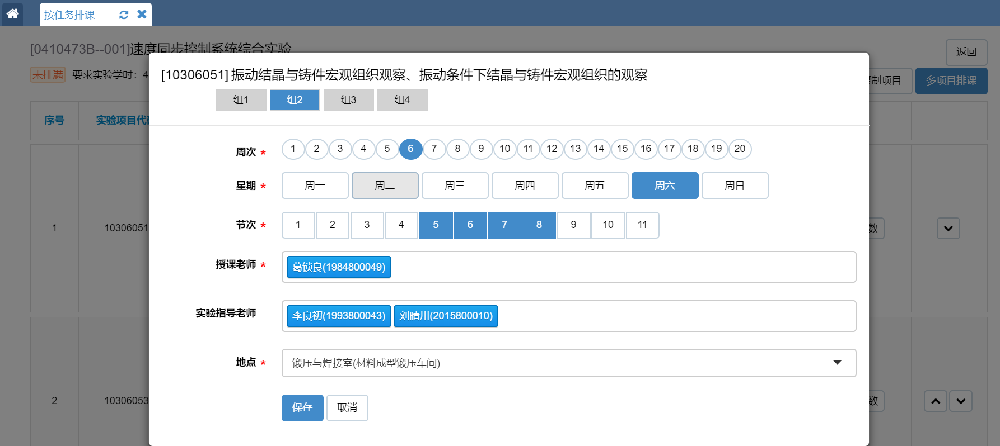 按任务排课
[0410473B--001]速度同步控制系统综合实验
返回
未排满 要求实验学时：4
制项目
多项目排课
[10306051] 振动结晶与铸件宏观组织观察、振动条件下结晶与铸件宏观组织的观察
组1 组2 组3 组4
序号 实验项目代
周次 * 1 2 3 4 5 6 7 8 9 10 11 12 13 14 15 16 17 18 19 20
星期 * 周一 周二 周三 周四 周五 周六 周日
节次 * 1 2 3 4 5 6 7 8 9 10 11
1 10306051
数
授课老师 * 葛锁良(1984800049)
实验指导老师 李良初(1993800043) 刘晴川(2015800010)
地点 * 锻压与焊接室(材料成型锻压车间)
2 10306053
数
保存 取消